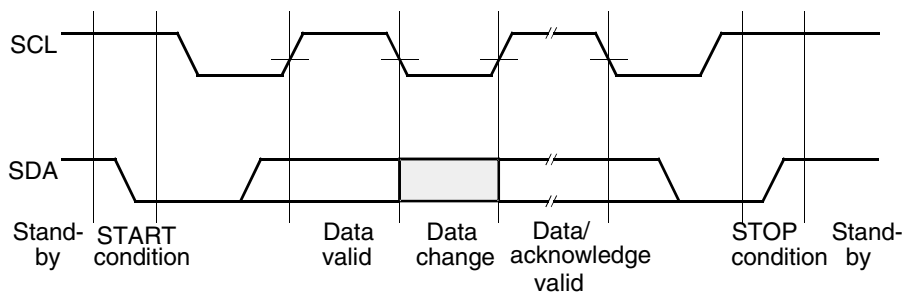 SCL
SDA
Stand-
by
START
condition
Data
valid
Data
change
Data/
acknowledge
valid
STOP
condition
Stand-
by